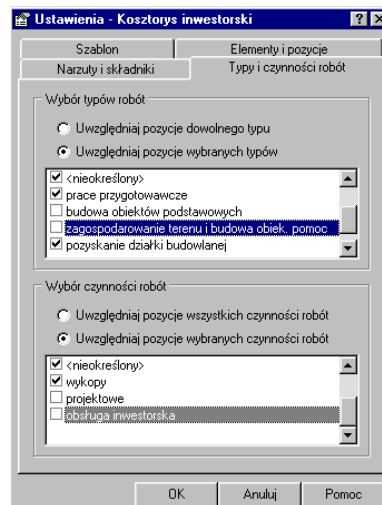 Ustawienia - Kosztorys inwestorski
Szablon
Elementy i pozycje
Narzuty i składniki
Typy i czynności robót
Wybór typów robót
Uwzględniaj pozycje dowolnego typu
Uwzględniaj pozycje wybranych typów
<nieokreślony>
prace przygotowawcze
budowa obiektów podstawowych
zagospodarowanie terenu i budowa obiek. pomoc
pozyskanie działki budowlanej
Wybór czynności robót
Uwzględniaj pozycje wszystkich czynności robót
Uwzględniaj pozycje wybranych czynności robót
<nieokreślony>
wykopy
projektowe
obsługa inwestorska
OK
Anuluj
Pomoc